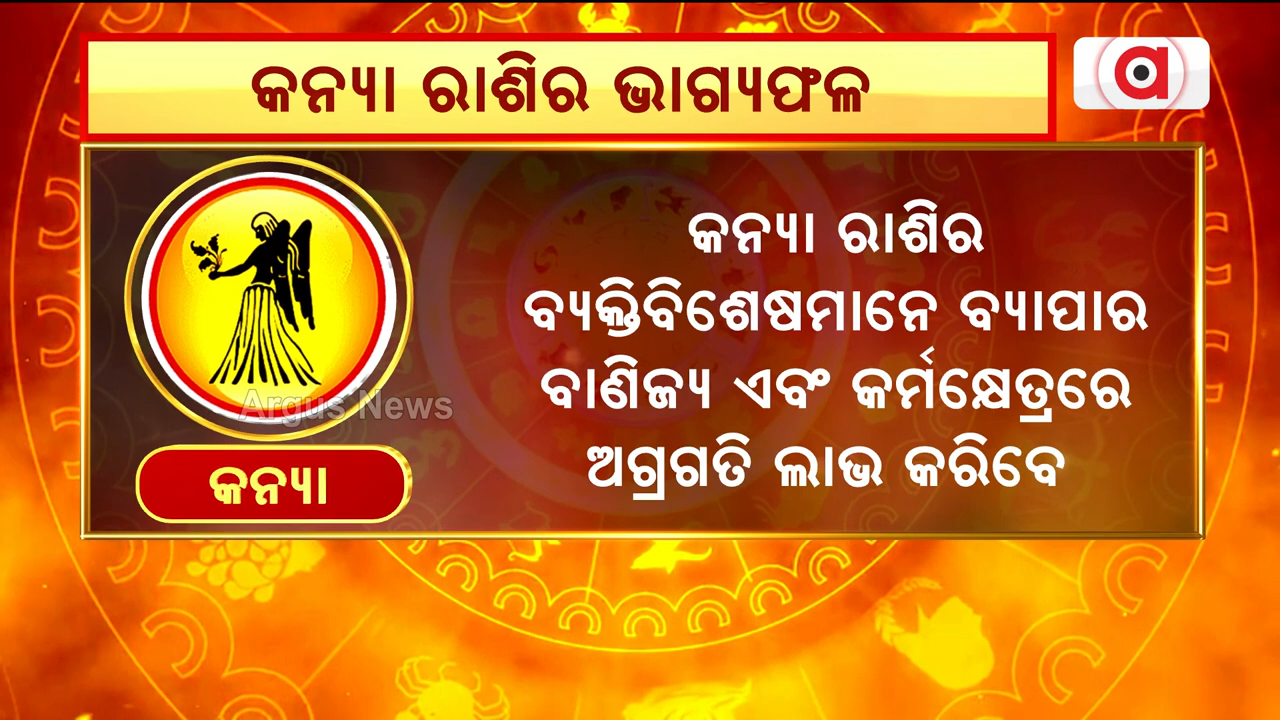 କନ୍ୟା ରାଶିର ଭାଗ୍ୟଫଳ
a
କନ୍ୟା ରାଶିର
ବ୍ୟକ୍ତିବିଶେଷମାନେ ବ୍ୟାପାର
ବାଣିଜ୍ୟ ଏବଂ କର୍ମକ୍ଷେତ୍ରରେ
ଅଗ୍ରଗତି ଲାଭ କରିବେ
Argus News
କନ୍ୟା